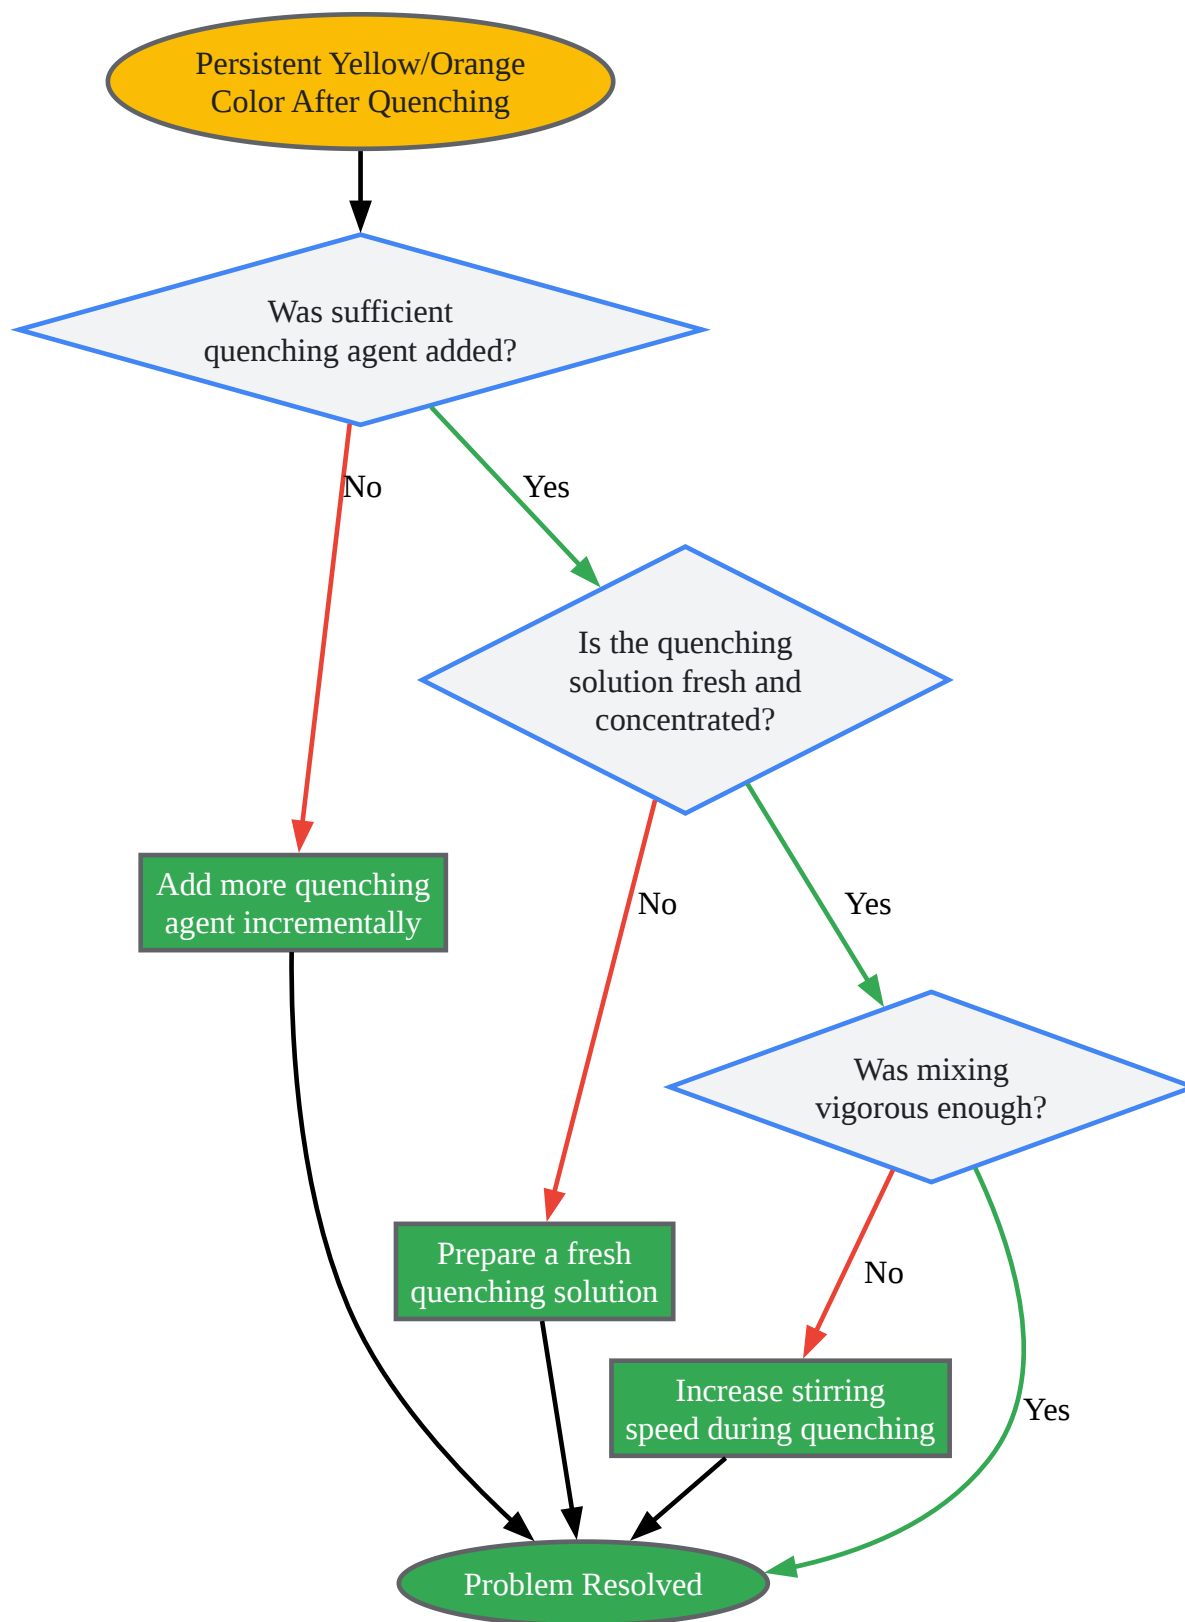 Persistent Yellow/Orange
Color After Quenching
Was sufficient
quenching agent added?
No
Yes
Is the quenching
solution fresh and
concentrated?
Add more quenching
agent incrementally
No
Yes
Was mixing
vigorous enough?
Prepare a fresh
quenching solution
No
Increase stirring
speed during quenching
Yes
Problem Resolved